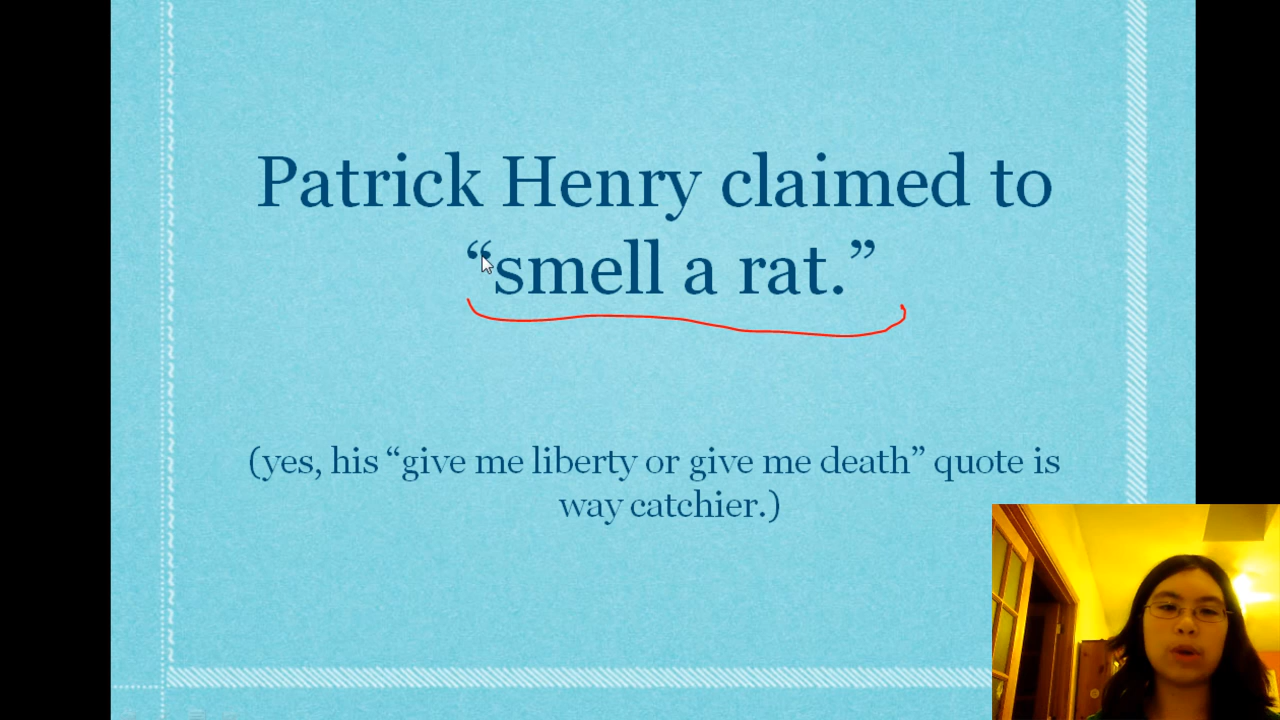 Patrick Henry claimed to
“smell a rat.”
(yes, his “give me liberty or give me death” quote is
way catchier.)